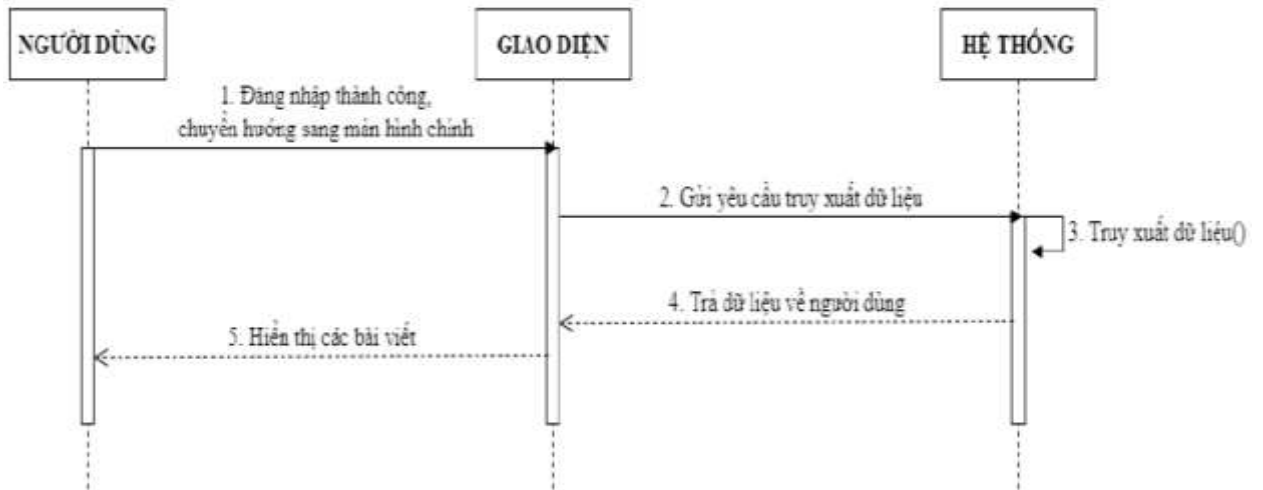 NGƯỜI DÙNG
GIAO DIỆN
HỆ THỐNG
1. Đăng nhập thành công,
chuyển hướng sang màn hình chính
2. Gửi yêu cầu truy xuất dữ liệu
3. Truy xuất dữ liệu()
4. Trả dữ liệu về người dùng
5. Hiển thị các bài viết